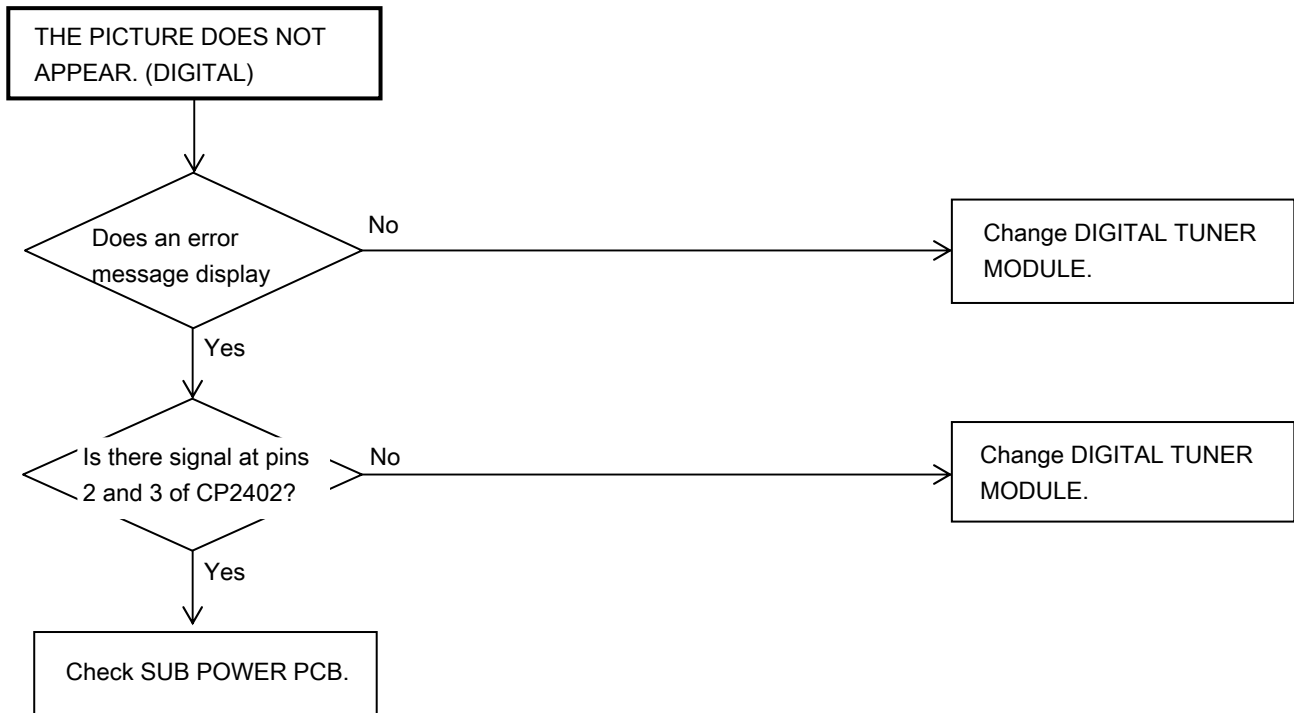 THE PICTURE DOES NOT
APPEAR. (DIGITAL)
Does an error
message display
No
Change DIGITAL TUNER
MODULE.
Yes
Is there signal at pins
2 and 3 of CP2402?
No
Change DIGITAL TUNER
MODULE.
Yes
Check SUB POWER PCB.